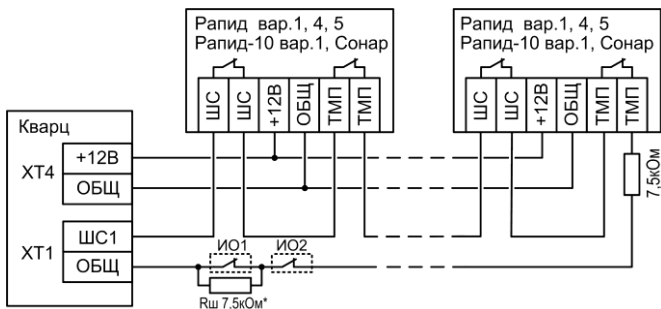 Рапид вар.1, 4, 5
Рапид-10 вар.1, Сонар
ШС
ШС
+12В
ОБЩ
ТМП
ТМП
Рапид вар.1, 4, 5
Рапид-10 вар.1, Сонар
ШС
ШС
+12В
ОБЩ
ТМП
ТМП
Кварц
ХТ4
+12В
ОБЩ
ХТ1
ШС1
ОБЩ
7,5кОм
ИО1
ИО2
Rш 7,5кОм*